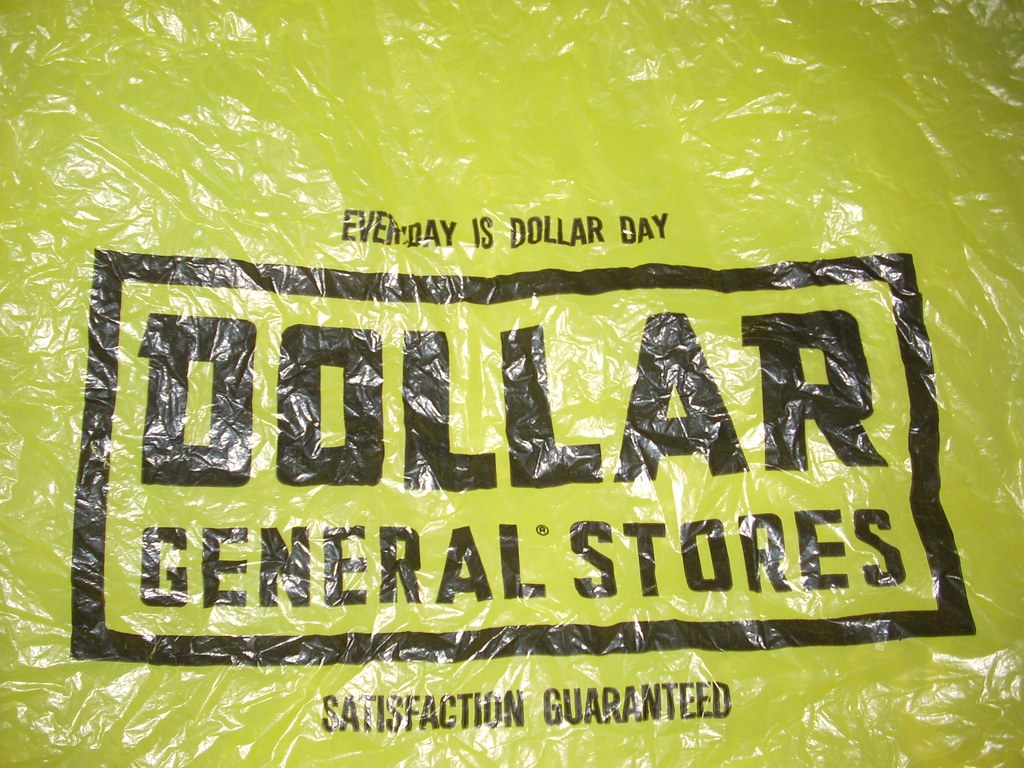 EVERYDAY IS DOLLAR DAY
DOLLAR
GENERAL® STORES
SATISFACTION GUARANTEED